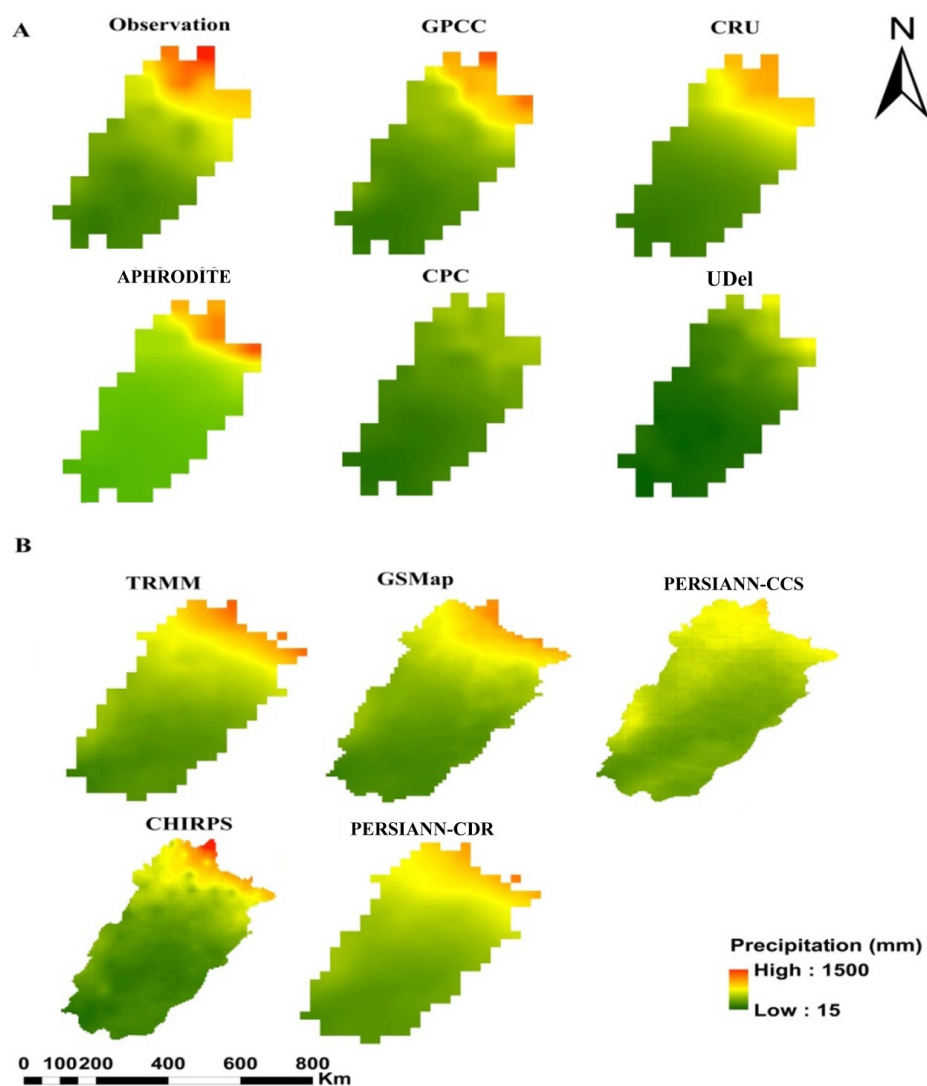 A
Observation
GPCC
CRU
N
APHRODITE
CPC
UDel
B
TRMM
GSMap
PERSIANN-CCS
CHIRPS
PERSIANN-CDR
Precipitation (mm)
High : 1500
Low : 15
0 100 200 400 600 800
Km